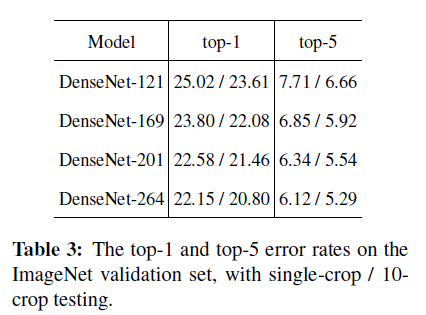 Model top-1 top-5
DenseNet-121 25.02 / 23.61 7.71 / 6.66
DenseNet-169 23.80 / 22.08 6.85 / 5.92
DenseNet-201 22.58 / 21.46 6.34 / 5.54
DenseNet-264 22.15 / 20.80 6.12 / 5.29
Table 3: The top-1 and top-5 error rates on the
ImageNet validation set, with single-crop / 10-
crop testing.